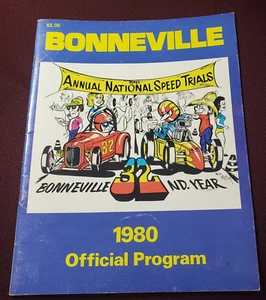 $2.00
BONNEVILLE
ANNUAL NATIONAL SPEED TRIALS
32
BONNEVILLE 32 ND. YEAR
1980
Official Program